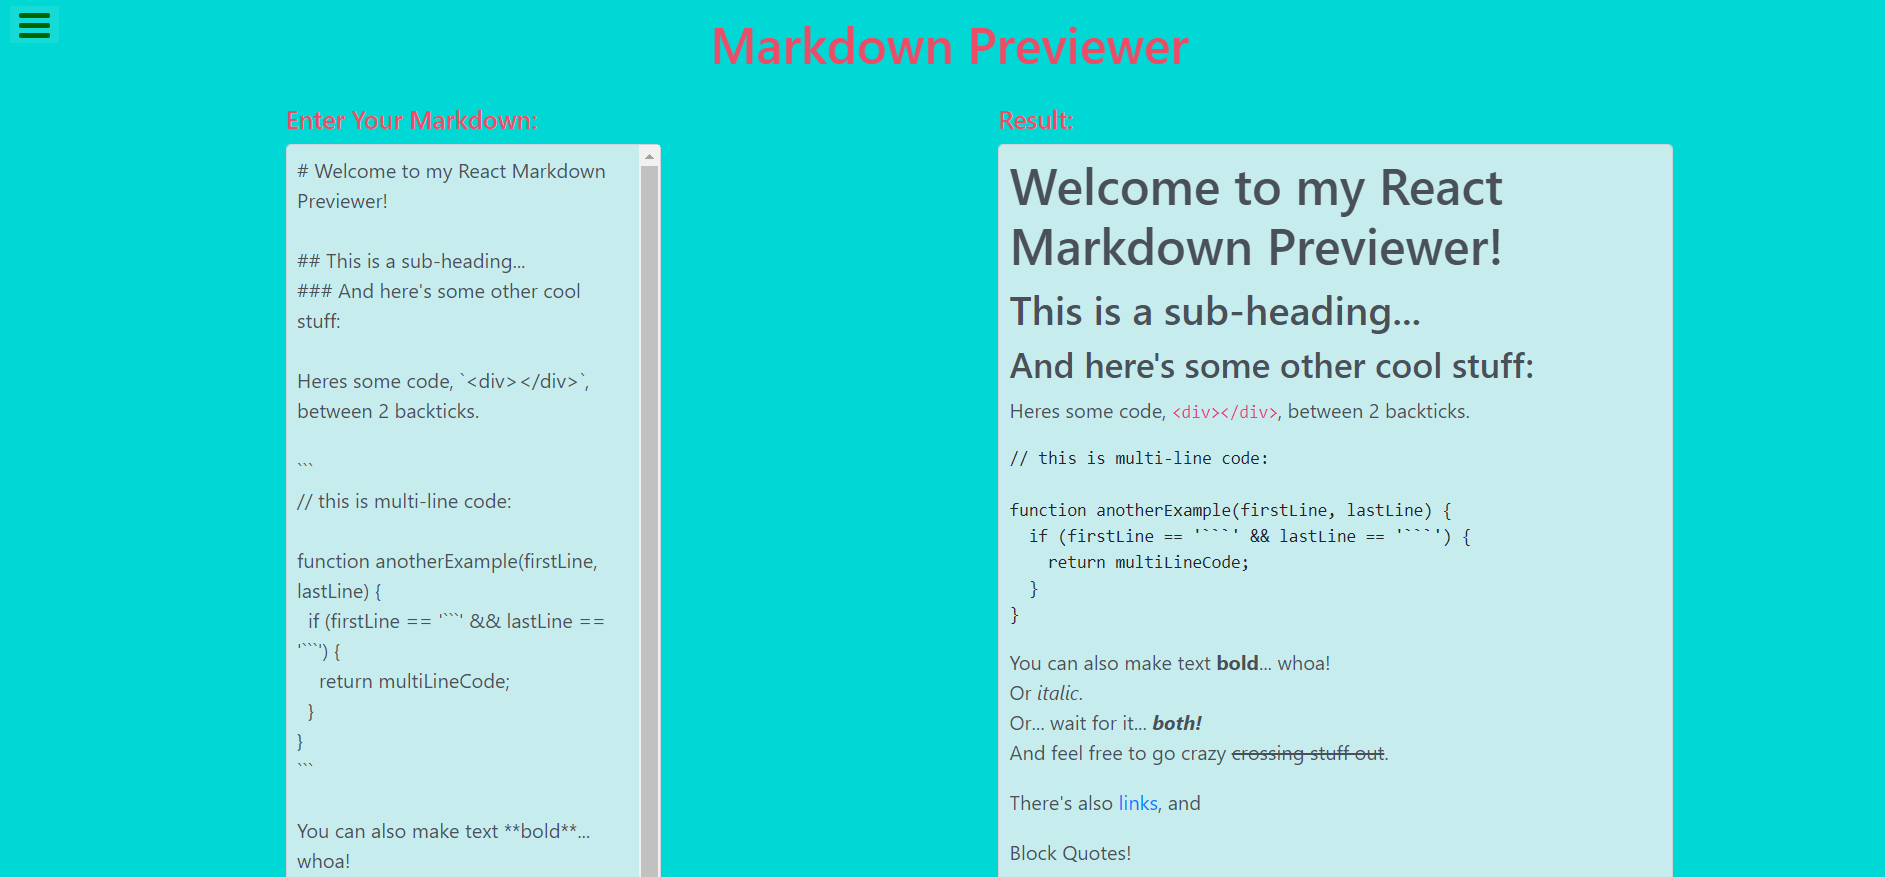 Markdown Previewer
Enter Your Markdown:
# Welcome to my React Markdown
Previewer!
## This is a sub-heading...
### And here's some other cool
stuff:
Heres some code, `<div></div>`,
between 2 backticks.
```
// this is multi-line code:
function anotherExample(firstLine,
lastLine) {
  if (firstLine == '```' && lastLine ==
'```') {
    return multiLineCode;
  }
}
```
You can also make text **bold**...
whoa!
Result:
Welcome to my React
Markdown Previewer!
This is a sub-heading...
And here's some other cool stuff:
Heres some code, <div></div>, between 2 backticks.
// this is multi-line code:
function anotherExample(firstLine, lastLine) {
  if (firstLine == '```' && lastLine == '```') {
    return multiLineCode;
  }
}
You can also make text bold... whoa!
Or italic.
Or... wait for it... both!
And feel free to go crazy crossing stuff out.
There's also links, and
Block Quotes!